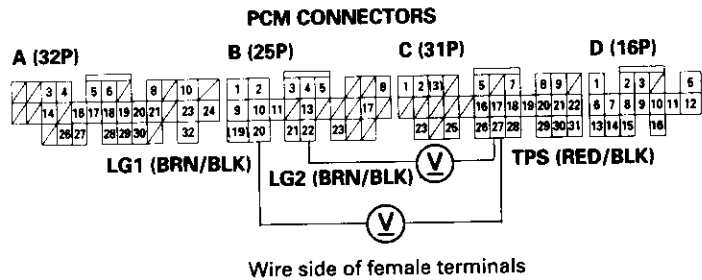 PCM CONNECTORS
A (32P) B (25P) C (31P) D (16P)
3 4 5 6 8 10 1 2 3 4 5 8 1 2 (3) 5 7 8 9 1 2 3 5
14 16 17 18 19 20 21 23 24 9 10 11 13 17 16 17 18 19 20 21 22 6 7 8 9 10 11 12
26 27 28 29 30 32 (19) 20 21 22 23 23 25 26 27 28 29 30 31 13 14 15 16
LG1 (BRN/BLK) LG2 (BRN/BLK) V TPS (RED/BLK)
V
Wire side of female terminals